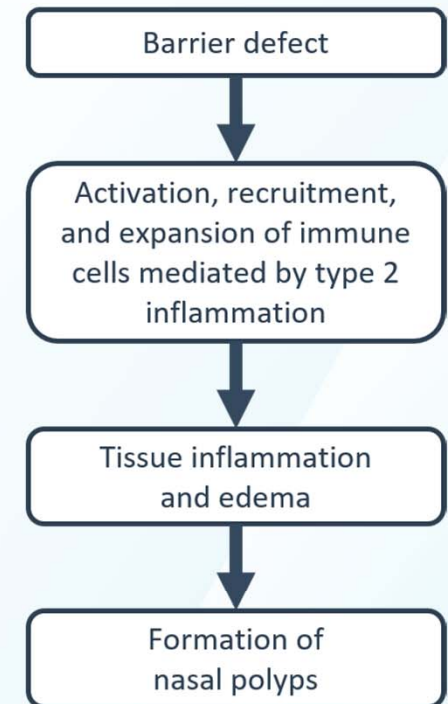 Barrier defect
Activation, recruitment,
and expansion of immune
cells mediated by type 2
inflammation
Tissue inflammation
and edema
Formation of
nasal polyps